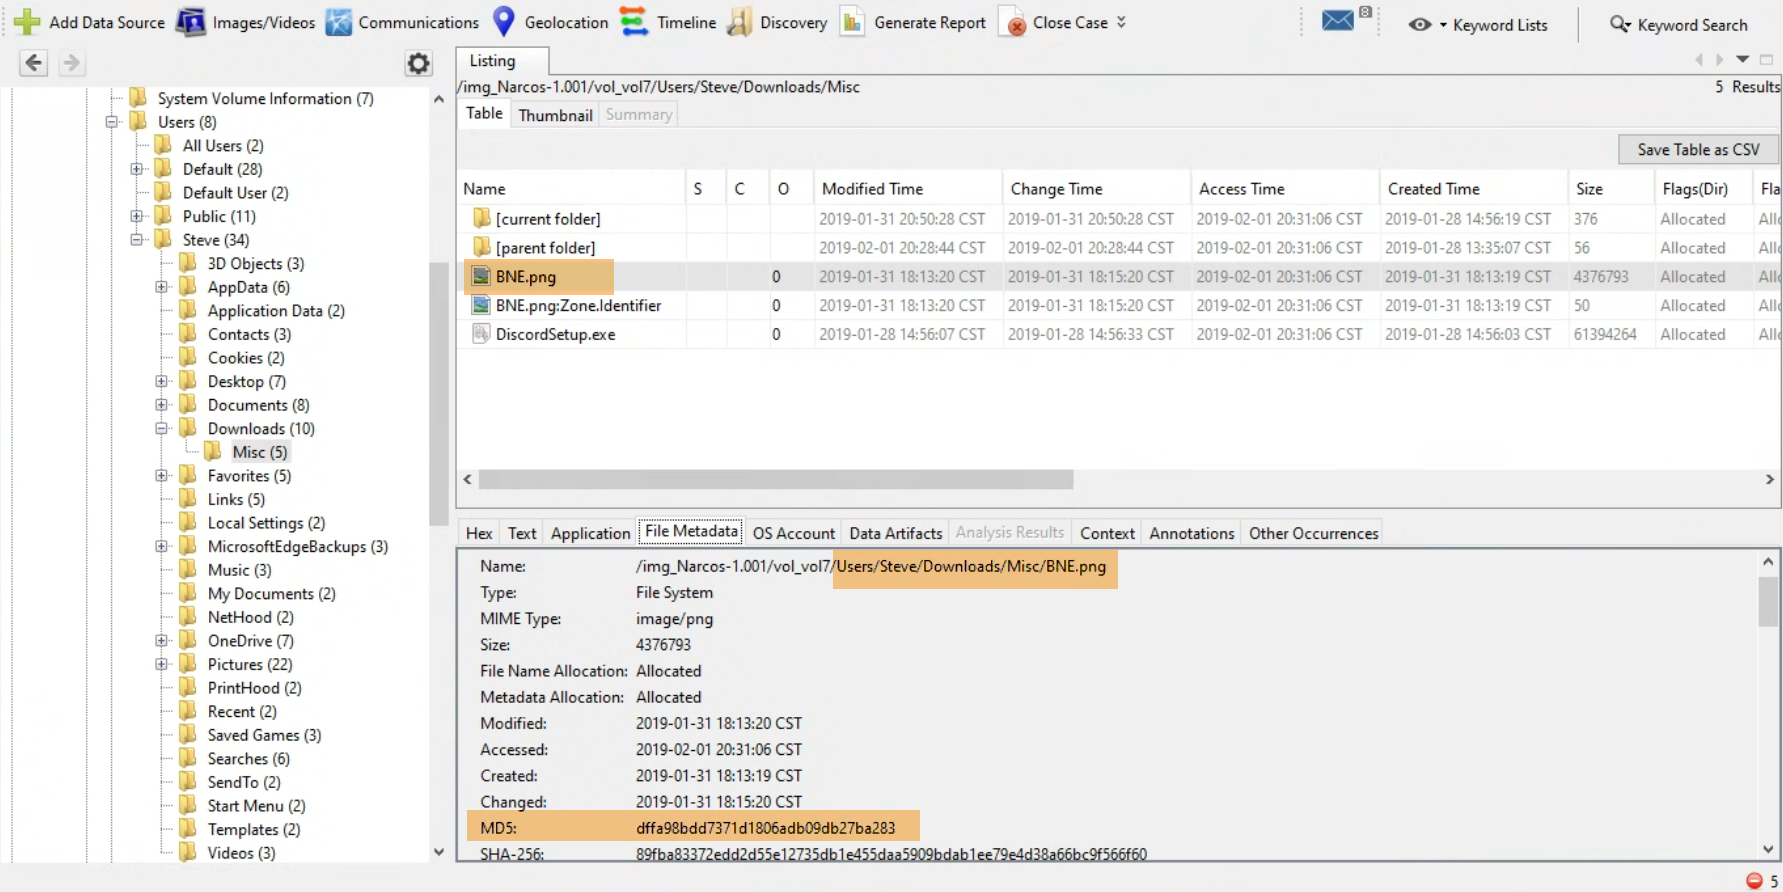 Add Data Source Images/Videos Communications Geolocation Timeline Discovery Generate Report Close Case 8 Keyword Lists Keyword Search
Listing
/img_Narcos-1.001/vol_vol7/Users/Steve/Downloads/Misc 5 Results
Table Thumbnail Summary
Save Table as CSV
Name S C O Modified Time Change Time Access Time Created Time Size Flags(Dir) Fla
[current folder] 2019-01-31 20:50:28 CST 2019-01-31 20:50:28 CST 2019-02-01 20:31:06 CST 2019-01-28 14:56:19 CST 376 Allocated Allo
[parent folder] 2019-02-01 20:28:44 CST 2019-02-01 20:28:44 CST 2019-02-01 20:31:06 CST 2019-01-28 13:35:07 CST 56 Allocated Allo
BNE.png 0 2019-01-31 18:13:20 CST 2019-01-31 18:15:20 CST 2019-02-01 20:31:06 CST 2019-01-31 18:13:19 CST 4376793 Allocated Allo
BNE.png:Zone.Identifier 0 2019-01-31 18:13:20 CST 2019-01-31 18:15:20 CST 2019-02-01 20:31:06 CST 2019-01-31 18:13:19 CST 50 Allocated Allo
DiscordSetup.exe 0 2019-01-28 14:56:07 CST 2019-01-28 14:56:33 CST 2019-02-01 20:31:06 CST 2019-01-28 14:56:03 CST 61394264 Allocated Allo
System Volume Information (7)
Users (8)
All Users (2)
Default (28)
Default User (2)
Public (11)
Steve (34)
3D Objects (3)
AppData (6)
Application Data (2)
Contacts (3)
Cookies (2)
Desktop (7)
Documents (8)
Downloads (10)
Misc (5)
Favorites (5)
Links (5)
Local Settings (2)
MicrosoftEdgeBackups (3)
Music (3)
My Documents (2)
NetHood (2)
OneDrive (7)
Pictures (22)
PrintHood (2)
Recent (2)
Saved Games (3)
Searches (6)
SendTo (2)
Start Menu (2)
Templates (2)
Videos (3)
Hex Text Application File Metadata OS Account Data Artifacts Analysis Results Context Annotations Other Occurrences
Name: /img_Narcos-1.001/vol_vol7/Users/Steve/Downloads/Misc/BNE.png
Type: File System
MIME Type: image/png
Size: 4376793
File Name Allocation: Allocated
Metadata Allocation: Allocated
Modified: 2019-01-31 18:13:20 CST
Accessed: 2019-02-01 20:31:06 CST
Created: 2019-01-31 18:13:19 CST
Changed: 2019-01-31 18:15:20 CST
MD5: dffa98bdd7371d1806adb09db27ba283
SHA-256: 89fba83372edd2d55e12735db1e455daa5909bdab1ee79e4d38a66bc9f566f60
5